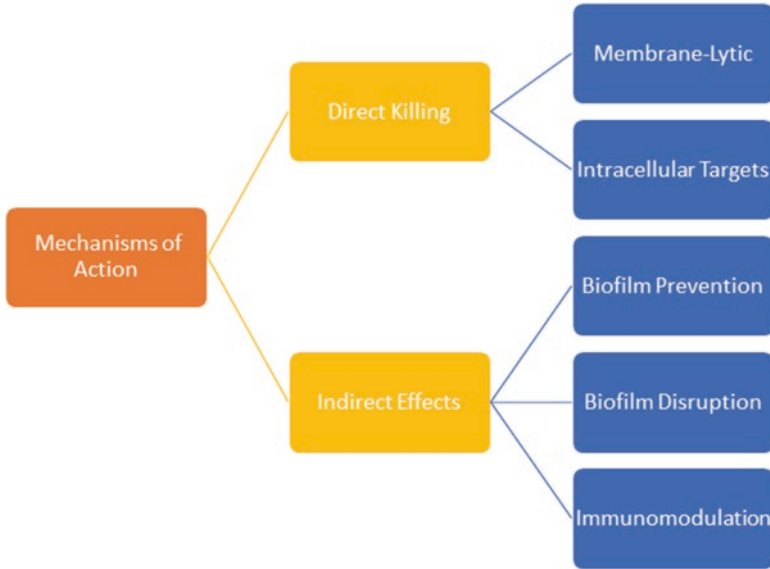 Mechanisms of
Action
Direct Killing
Membrane-Lytic
Intracellular Targets
Indirect Effects
Biofilm Prevention
Biofilm Disruption
Immunomodulation